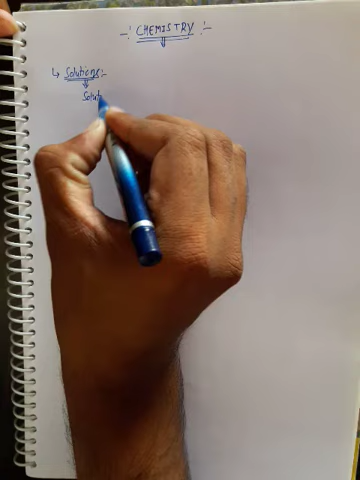 -:' CHEMISTRY ':-
↳ Solutions:-
Solut